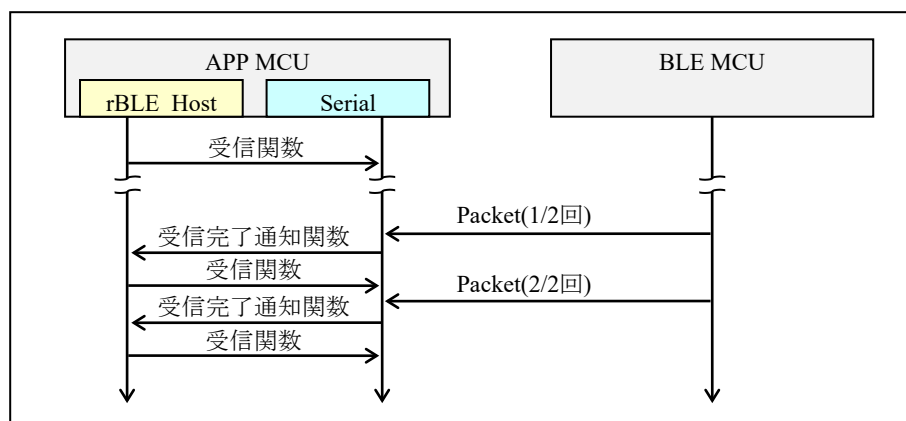 APP MCU
BLE MCU
rBLE_Host
Serial
受信関数
Packet(1/2回)
受信完了通知関数
受信関数
Packet(2/2回)
受信完了通知関数
受信関数